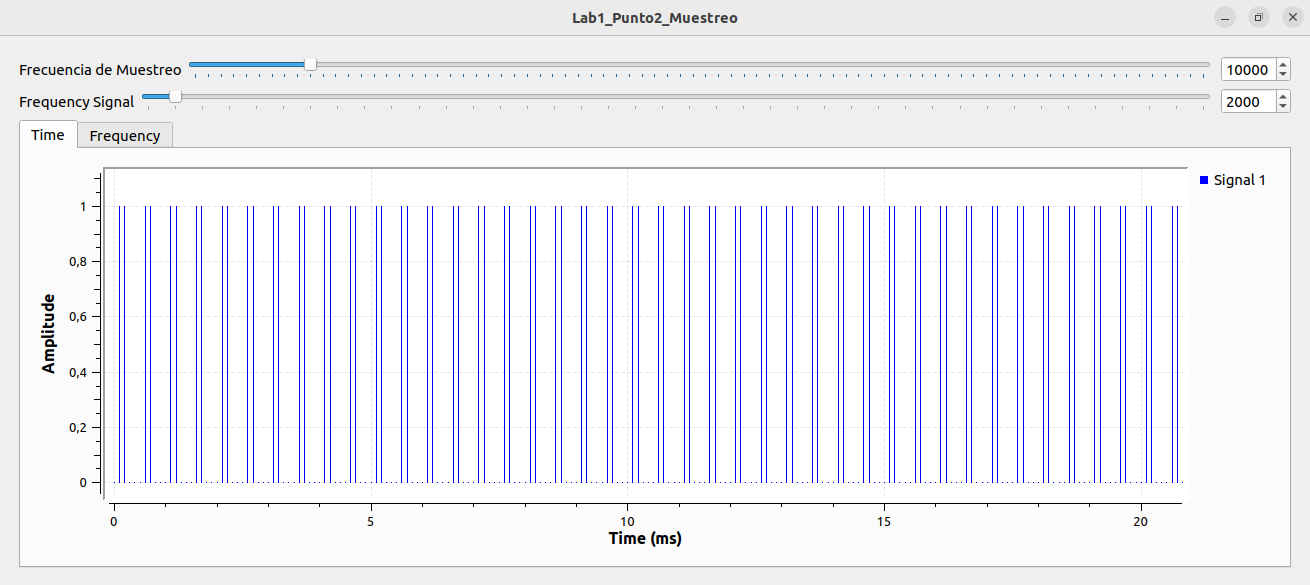 Lab1_Punto2_Muestreo
Frecuencia de Muestreo 10000
Frequency Signal 2000
Time Frequency
Signal 1
1
0,8
0,6
0,4
0,2
0
Amplitude
0 5 10 15 20
Time (ms)